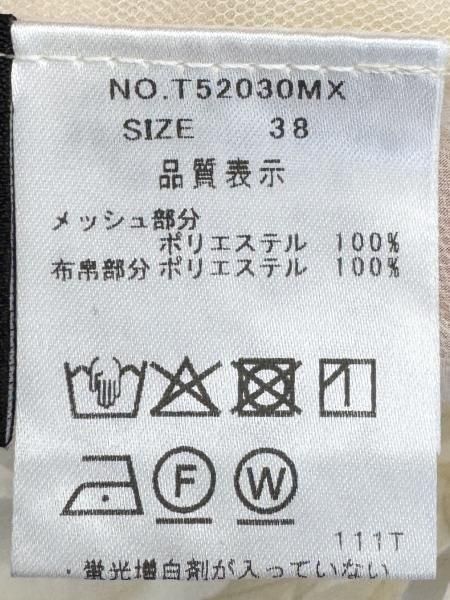 NO.T52030MX
SIZE 38
品質表示
メッシュ部分
ポリエステル 100%
布帛部分 ポリエステル 100%
F W
111T
・蛍光増白剤が入っていない